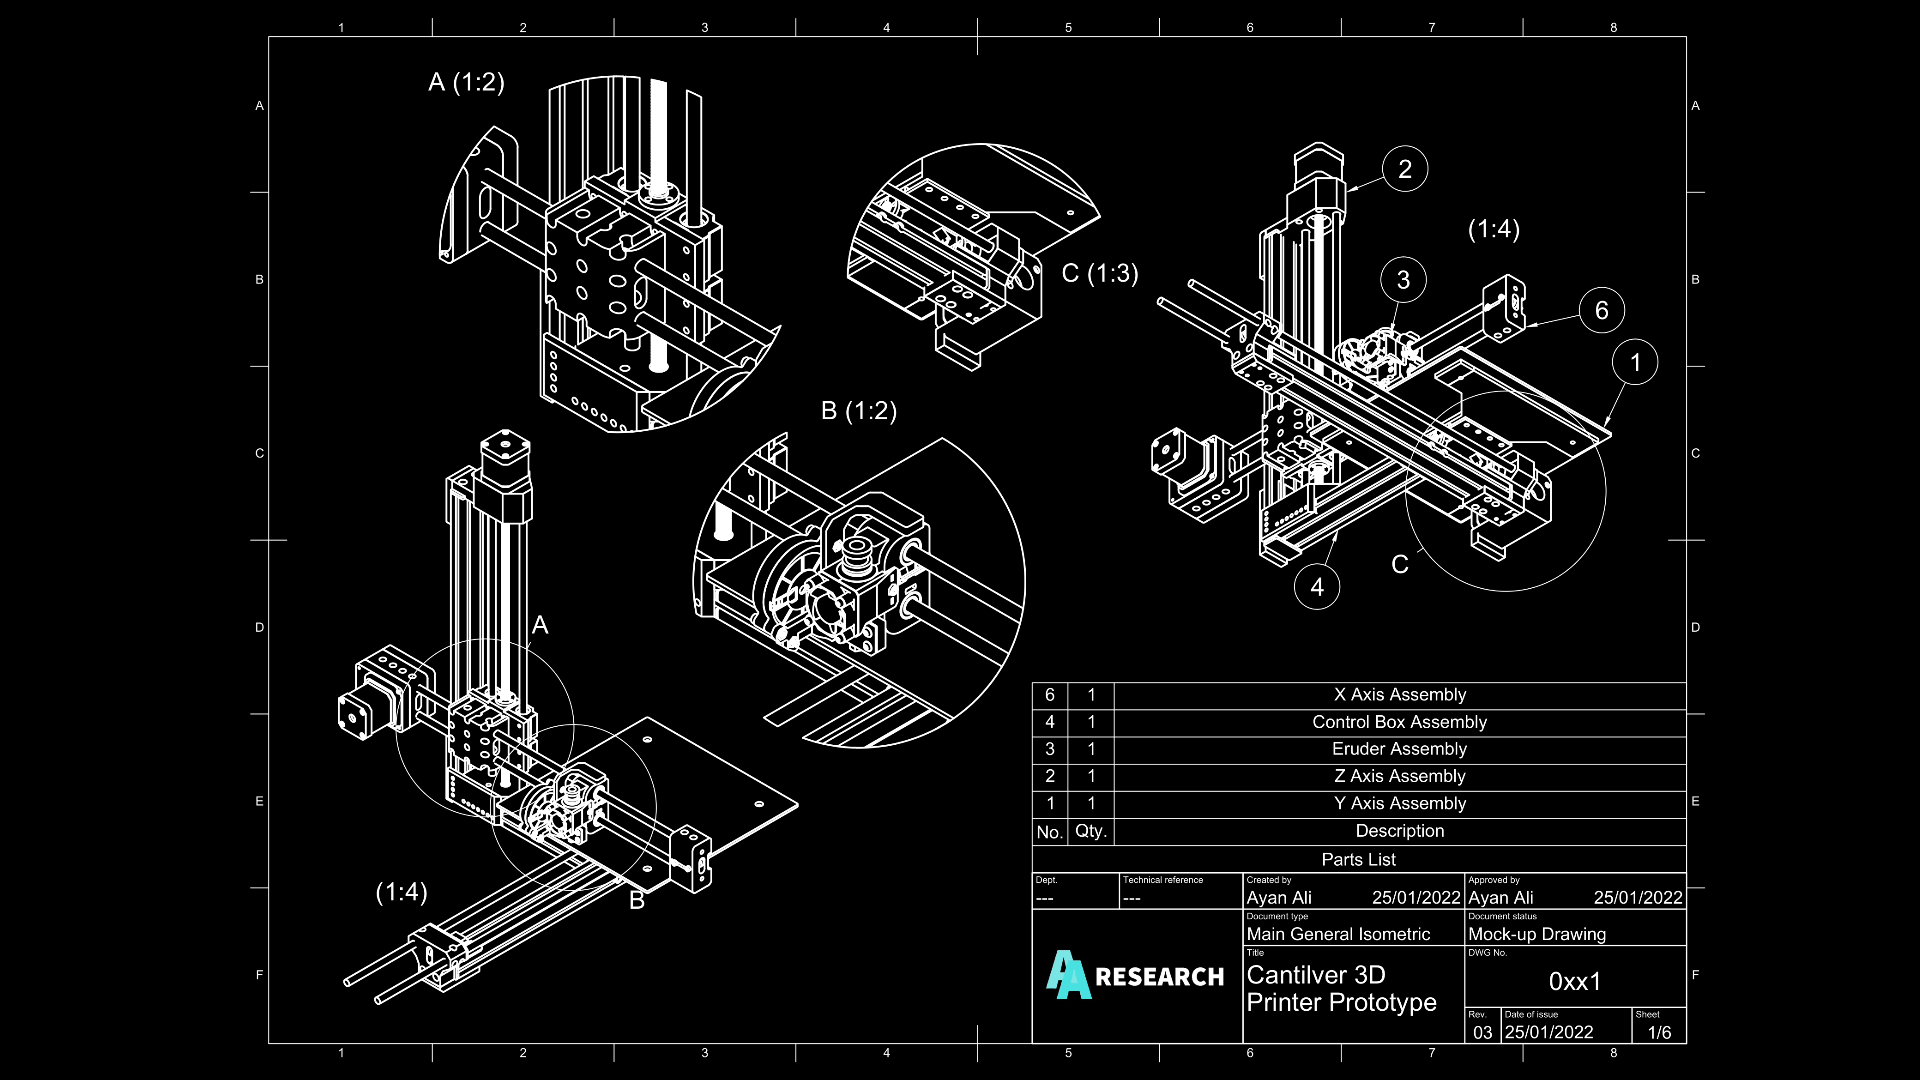 1 2 3 4 5 6 7 8
A A
B B
C C
D D
E E
F F
A (1:2)
C (1:3)
B (1:2)
2
(1:4)
3
6
1
C
4
A
(1:4)
B
6 1 X Axis Assembly
4 1 Control Box Assembly
3 1 Eruder Assembly
2 1 Z Axis Assembly
1 1 Y Axis Assembly
No. Qty. Description
Parts List
Dept. Technical reference Created by Approved by
--- --- Ayan Ali 25/01/2022 Ayan Ali 25/01/2022
Document type Document status
Main General Isometric Mock-up Drawing
Title DWG No.
AA RESEARCH
Cantilver 3D
Printer Prototype
0xx1
Rev. Date of issue Sheet
03 25/01/2022 1/6
1 2 3 4 5 6 7 8